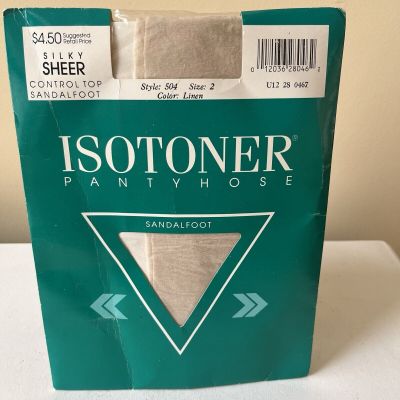 $4.50 Suggested Retail Price
SILKY
SHEER
CONTROL TOP
SANDALFOOT
Style: 504 Size: 2
Color: Linen
0 12036 28046 2
U12 28 0467
ISOTONER®
PANTYHOSE
SANDALFOOT